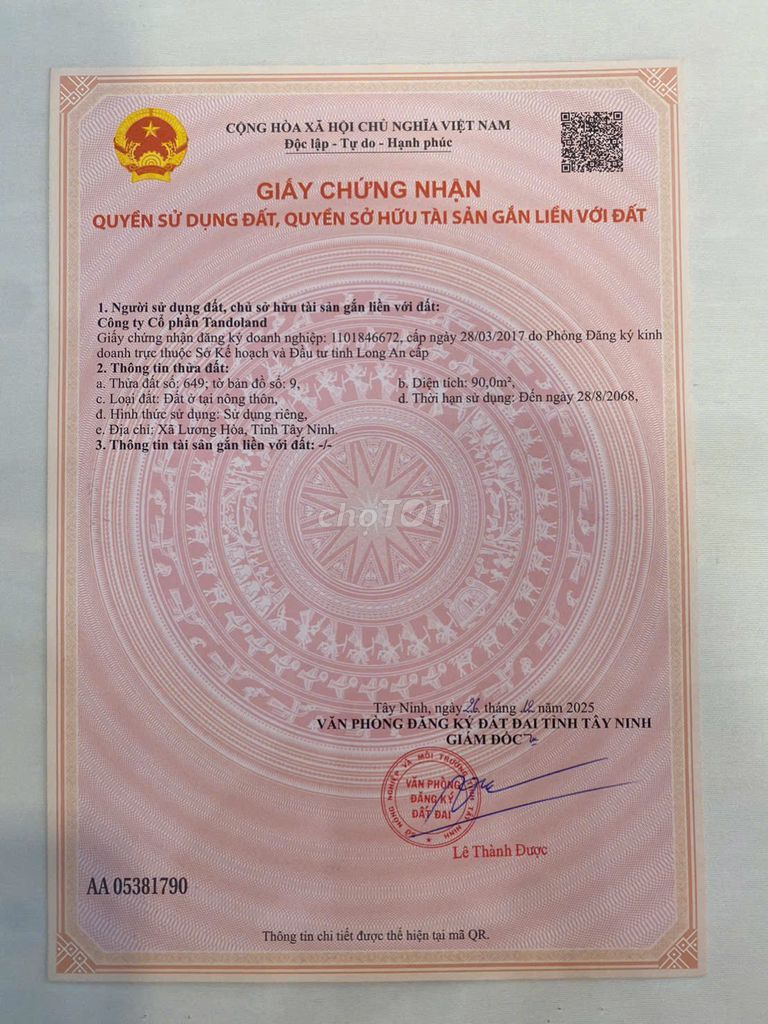 CỘNG HÒA XÃ HỘI CHỦ NGHĨA VIỆT NAM
Độc lập - Tự do - Hạnh phúc
GIẤY CHỨNG NHẬN
QUYỀN SỬ DỤNG ĐẤT, QUYỀN SỞ HỮU TÀI SẢN GẮN LIỀN VỚI ĐẤT
1. Người sử dụng đất, chủ sở hữu tài sản gắn liền với đất:
Công ty Cổ phần Tandoland
Giấy chứng nhận đăng ký doanh nghiệp: 1101846672, cấp ngày 28/03/2017 do Phòng Đăng ký kinh
doanh trực thuộc Sở Kế hoạch và Đầu tư tỉnh Long An cấp
2. Thông tin thửa đất:
a. Thửa đất số: 649; tờ bản đồ số: 9, b. Diện tích: 90,0m²,
c. Loại đất: Đất ở tại nông thôn, d. Thời hạn sử dụng: Đến ngày 28/8/2068,
đ. Hình thức sử dụng: Sử dụng riêng,
e. Địa chỉ: Xã Lương Hòa, Tỉnh Tây Ninh.
3. Thông tin tài sản gắn liền với đất: -/-
chợTỐT
Tây Ninh, ngày 26 tháng 12 năm 2025
VĂN PHÒNG ĐĂNG KÝ ĐẤT ĐAI TỈNH TÂY NINH
GIÁM ĐỐC
SỞ NÔNG NGHIỆP VÀ MÔI TRƯỜNG TỈNH TÂY NINH
VĂN PHÒNG
ĐĂNG KÝ
ĐẤT ĐAI
Lê Thành Được
AA 05381790
Thông tin chi tiết được thể hiện tại mã QR.